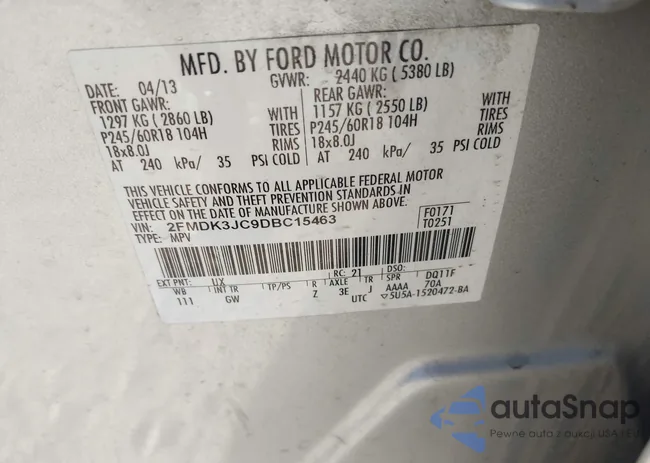 MFD. BY FORD MOTOR CO.
DATE: 04/13 GVWR: 2440 KG ( 5380 LB)
FRONT GAWR: REAR GAWR:
1297 KG ( 2860 LB) WITH 1157 KG ( 2550 LB) WITH
P245/60R18 104H TIRES P245/60R18 104H TIRES
18x8.0J RIMS 18x8.0J RIMS
AT 240 kPa/ 35 PSI COLD AT 240 kPa/ 35 PSI COLD
THIS VEHICLE CONFORMS TO ALL APPLICABLE FEDERAL MOTOR
VEHICLE SAFETY AND THEFT PREVENTION STANDARDS IN
EFFECT ON THE DATE OF MANUFACTURE SHOWN ABOVE.
VIN: 2FMDK3JC9DBC15463 F0171
TYPE: MPV T0251
EXT PNT: UX RC: 21 DSO:
WB INT TR TP/PS R AXLE TR SPR DQ11F
111 GW Z 3E J AAAA 70A
UTC ▽5U5A-1520472-BA
autaSnap
Pewne auta z aukcji USA i EU